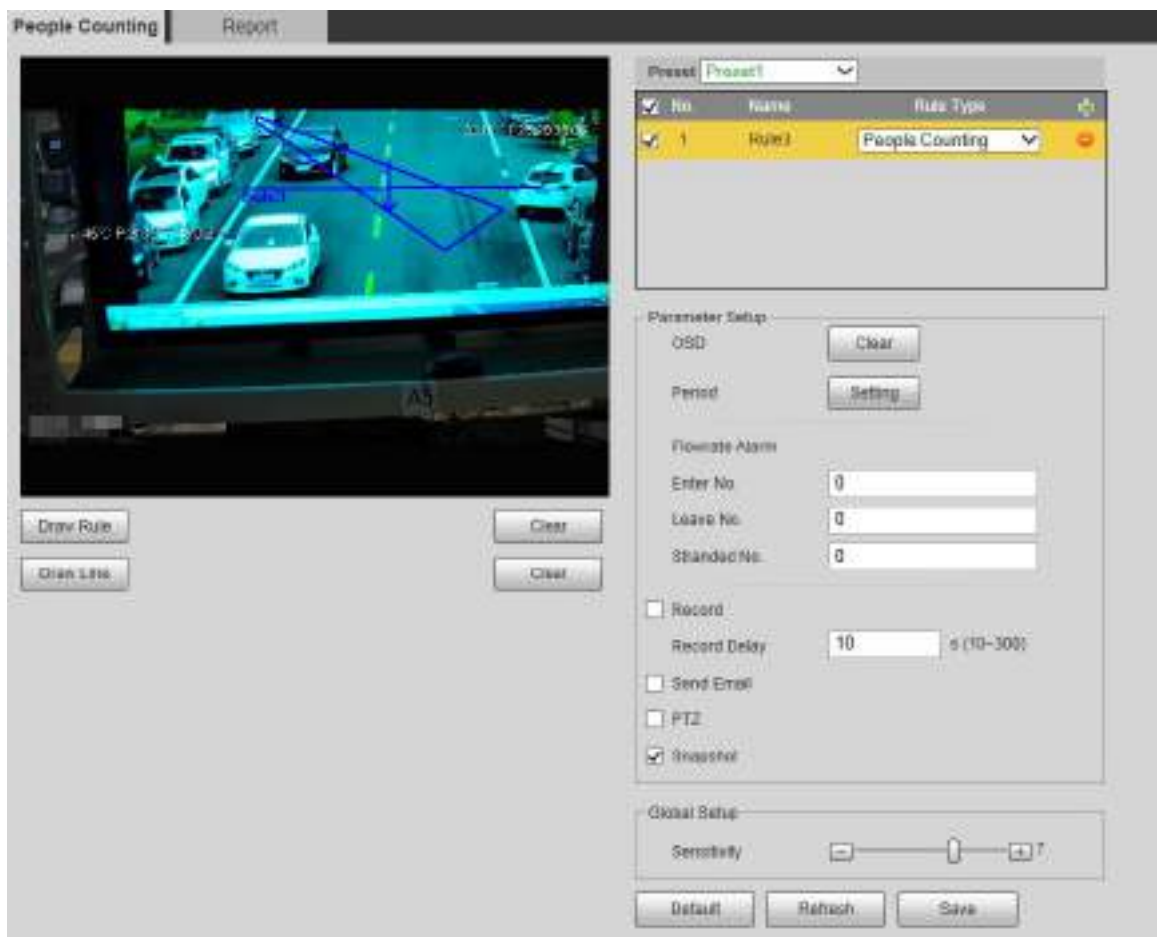 People Counting Report
Preset Preset1
No. Name Rule Type
1 Rule3 People Counting
A5
Parameter Setup
OSD Clear
Period Setting
Flowrate Alarm
Enter No. 0
Leave No. 0
Stranded No. 0
Draw Rule Clear
Clear
Record
Record Delay 10 s (10~300)
Send Email
PTZ
Snapshot
Global Setup
Sensitivity 7
Default Refresh Save